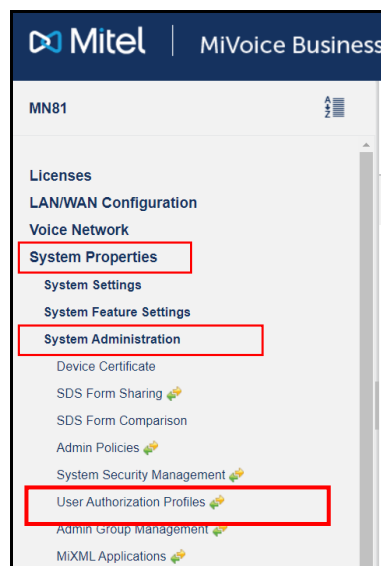 Mitel | MiVoice Business
MN81
A
Z
Licenses
LAN/WAN Configuration
Voice Network
System Properties
System Settings
System Feature Settings
System Administration
Device Certificate
SDS Form Sharing
SDS Form Comparison
Admin Policies
System Security Management
User Authorization Profiles
Admin Group Management
MiXML Applications